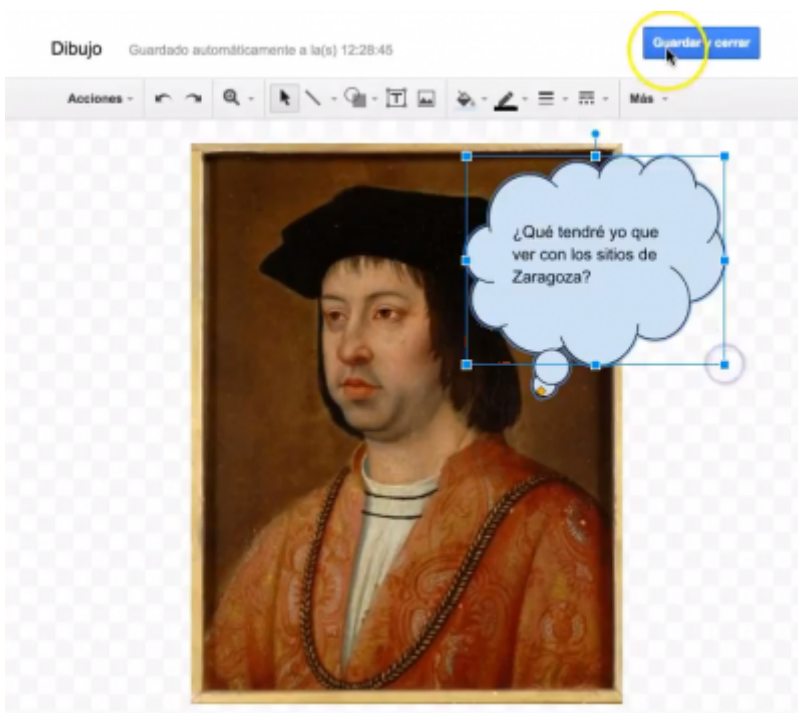 Dibujo
Guardado automáticamente a la(s) 12:28:45
Guardar y cerrar
Acciones
Más
¿Qué tendré yo que
ver con los sitios de
Zaragoza?